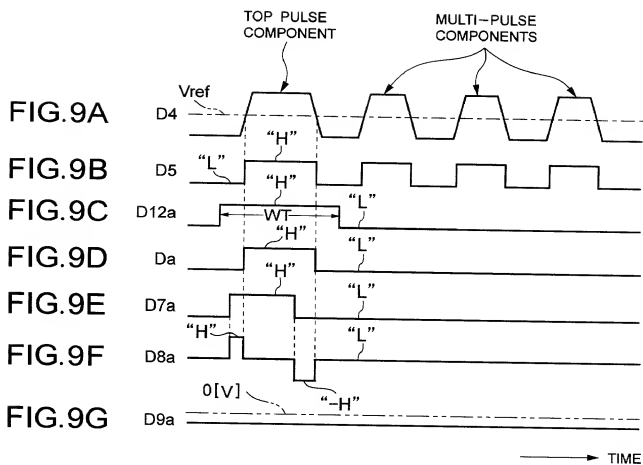 TOP PULSE
COMPONENT
MULTI-PULSE
COMPONENTS
Vref
FIG.9A
D4
"H"
FIG.9B
"L"
D5
"H"
FIG.9C
D12a
WT
"L"
"H"
FIG.9D
Da
"L"
"H"
FIG.9E
D7a
"L"
"H"
"L"
FIG.9F
D8a
"-H"
0[V]
FIG.9G
D9a
TIME